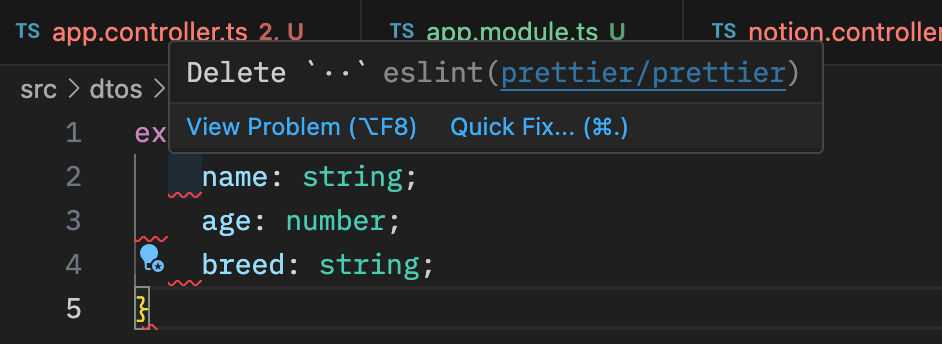 TS app.controller.ts 2, U TS app.module.ts U TS notion.controller
Delete `··` eslint(prettier/prettier)
src > dtos >
View Problem (⌥F8) Quick Fix... (⌘.)
1 ex
2 name: string;
3 age: number;
4 breed: string;
5 }